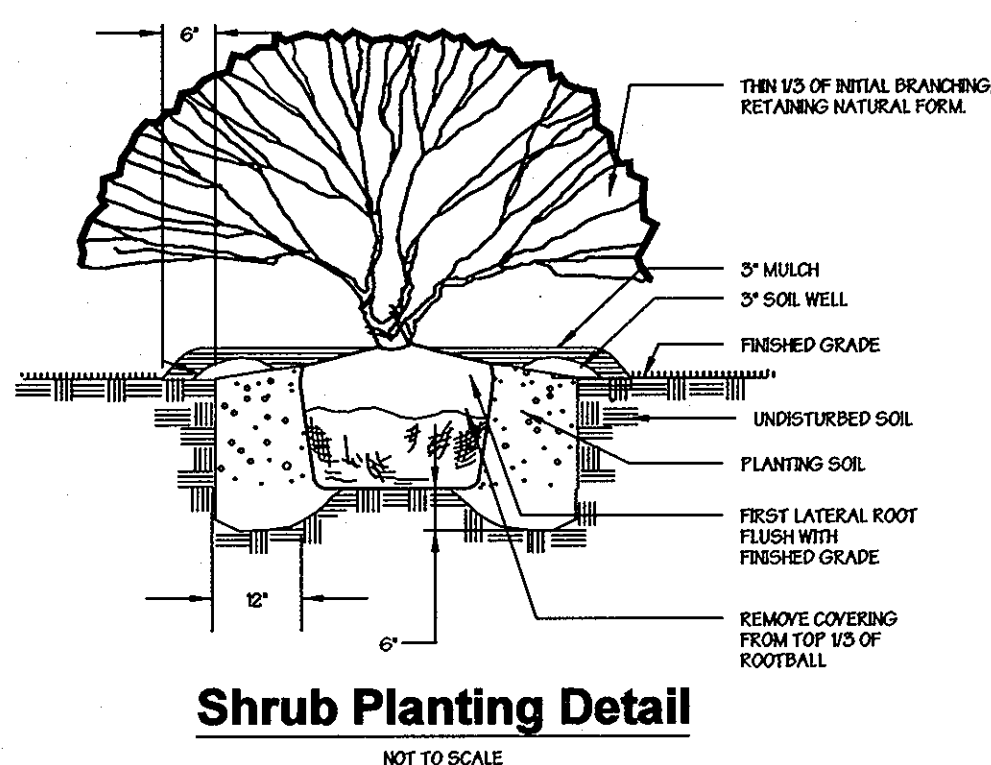 6"
THIN 1/3 OF INITIAL BRANCHING
RETAINING NATURAL FORM.
3" MULCH
3" SOIL WELL
FINISHED GRADE
UNDISTURBED SOIL
PLANTING SOIL
FIRST LATERAL ROOT
FLUSH WITH
FINISHED GRADE
12"
6"
REMOVE COVERING
FROM TOP 1/3 OF
ROOTBALL
Shrub Planting Detail
NOT TO SCALE